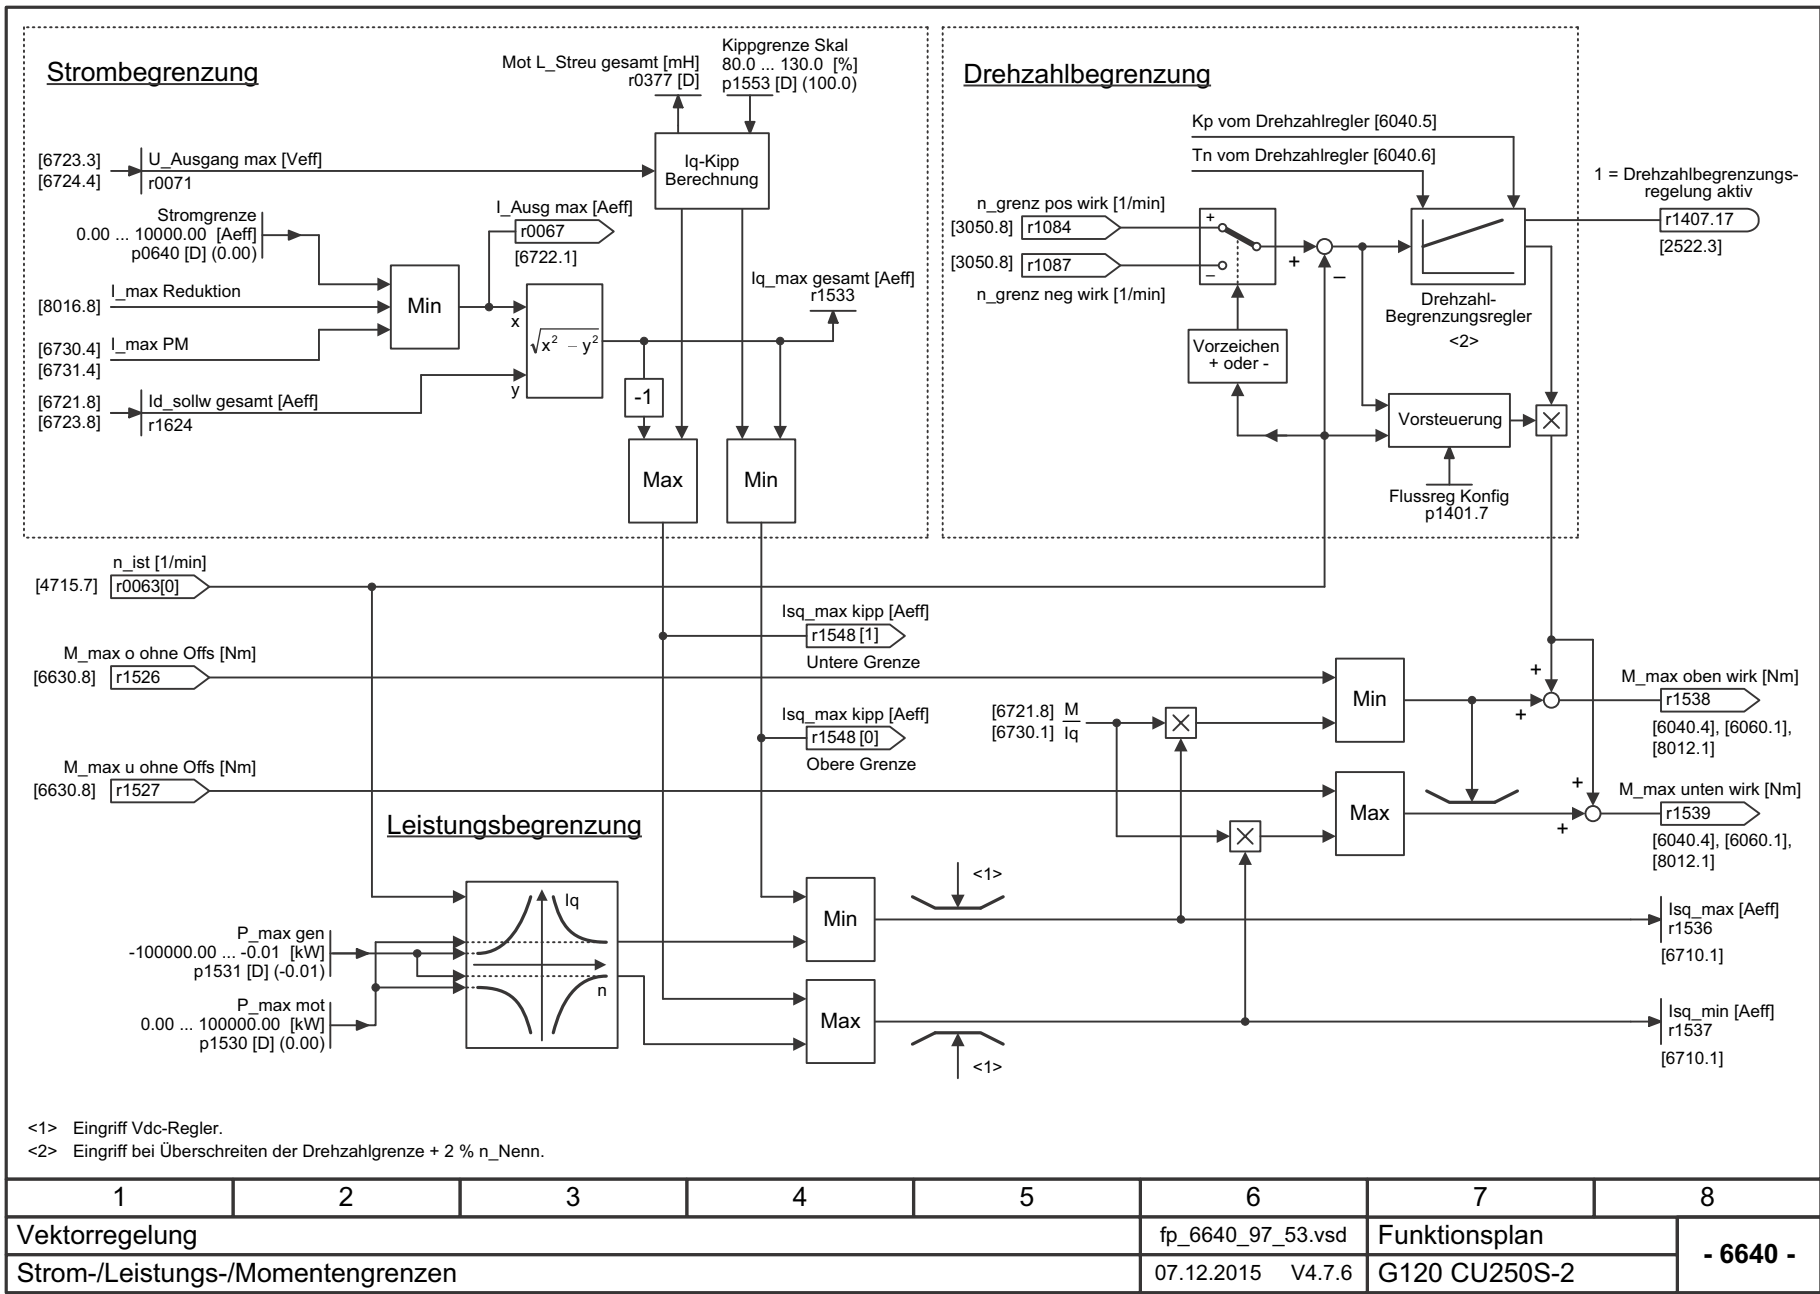 Strombegrenzung
Mot L_Streu gesamt [mH]
r0377 [D]
Kippgrenze Skal
80.0 ... 130.0 [%]
p1553 [D] (100.0)
[6723.3]
[6724.4]
U_Ausgang max [Veff]
r0071
Iq-Kipp
Berechnung
Stromgrenze
0.00 ... 10000.00 [Aeff]
p0640 [D] (0.00)
I_Ausg max [Aeff]
r0067
[6722.1]
[8016.8]
I_max Reduktion
Min
[6730.4]
[6731.4]
I_max PM
x
√x² – y²
y
Iq_max gesamt [Aeff]
r1533
[6721.8]
[6723.8]
Id_sollw gesamt [Aeff]
r1624
-1
Max
Min
Drehzahlbegrenzung
Kp vom Drehzahlregler [6040.5]
Tn vom Drehzahlregler [6040.6]
1 = Drehzahlbegrenzungs-
regelung aktiv
r1407.17
[2522.3]
n_grenz pos wirk [1/min]
[3050.8]
r1084
[3050.8]
r1087
n_grenz neg wirk [1/min]
+
–
+
–
Drehzahl-
Begrenzungsregler
<2>
Vorzeichen
+ oder -
Vorsteuerung
×
Flussreg Konfig
p1401.7
n_ist [1/min]
[4715.7]
r0063[0]
Isq_max kipp [Aeff]
r1548 [1]
Untere Grenze
M_max o ohne Offs [Nm]
[6630.8]
r1526
Isq_max kipp [Aeff]
r1548 [0]
Obere Grenze
[6721.8]
[6730.1]
M
Iq
×
Min
+
+
M_max oben wirk [Nm]
r1538
[6040.4], [6060.1],
[8012.1]
M_max u ohne Offs [Nm]
[6630.8]
r1527
×
Max
+
+
M_max unten wirk [Nm]
r1539
[6040.4], [6060.1],
[8012.1]
Leistungsbegrenzung
Iq
n
P_max gen
-100000.00 ... -0.01 [kW]
p1531 [D] (-0.01)
P_max mot
0.00 ... 100000.00 [kW]
p1530 [D] (0.00)
Min
<1>
Isq_max [Aeff]
r1536
[6710.1]
Max
<1>
Isq_min [Aeff]
r1537
[6710.1]
<1> Eingriff Vdc-Regler.
<2> Eingriff bei Überschreiten der Drehzahlgrenze + 2 % n_Nenn.
1 2 3 4 5 6 7 8
Vektorregelung
fp_6640_97_53.vsd
Funktionsplan
- 6640 -
Strom-/Leistungs-/Momentengrenzen
07.12.2015 V4.7.6
G120 CU250S-2